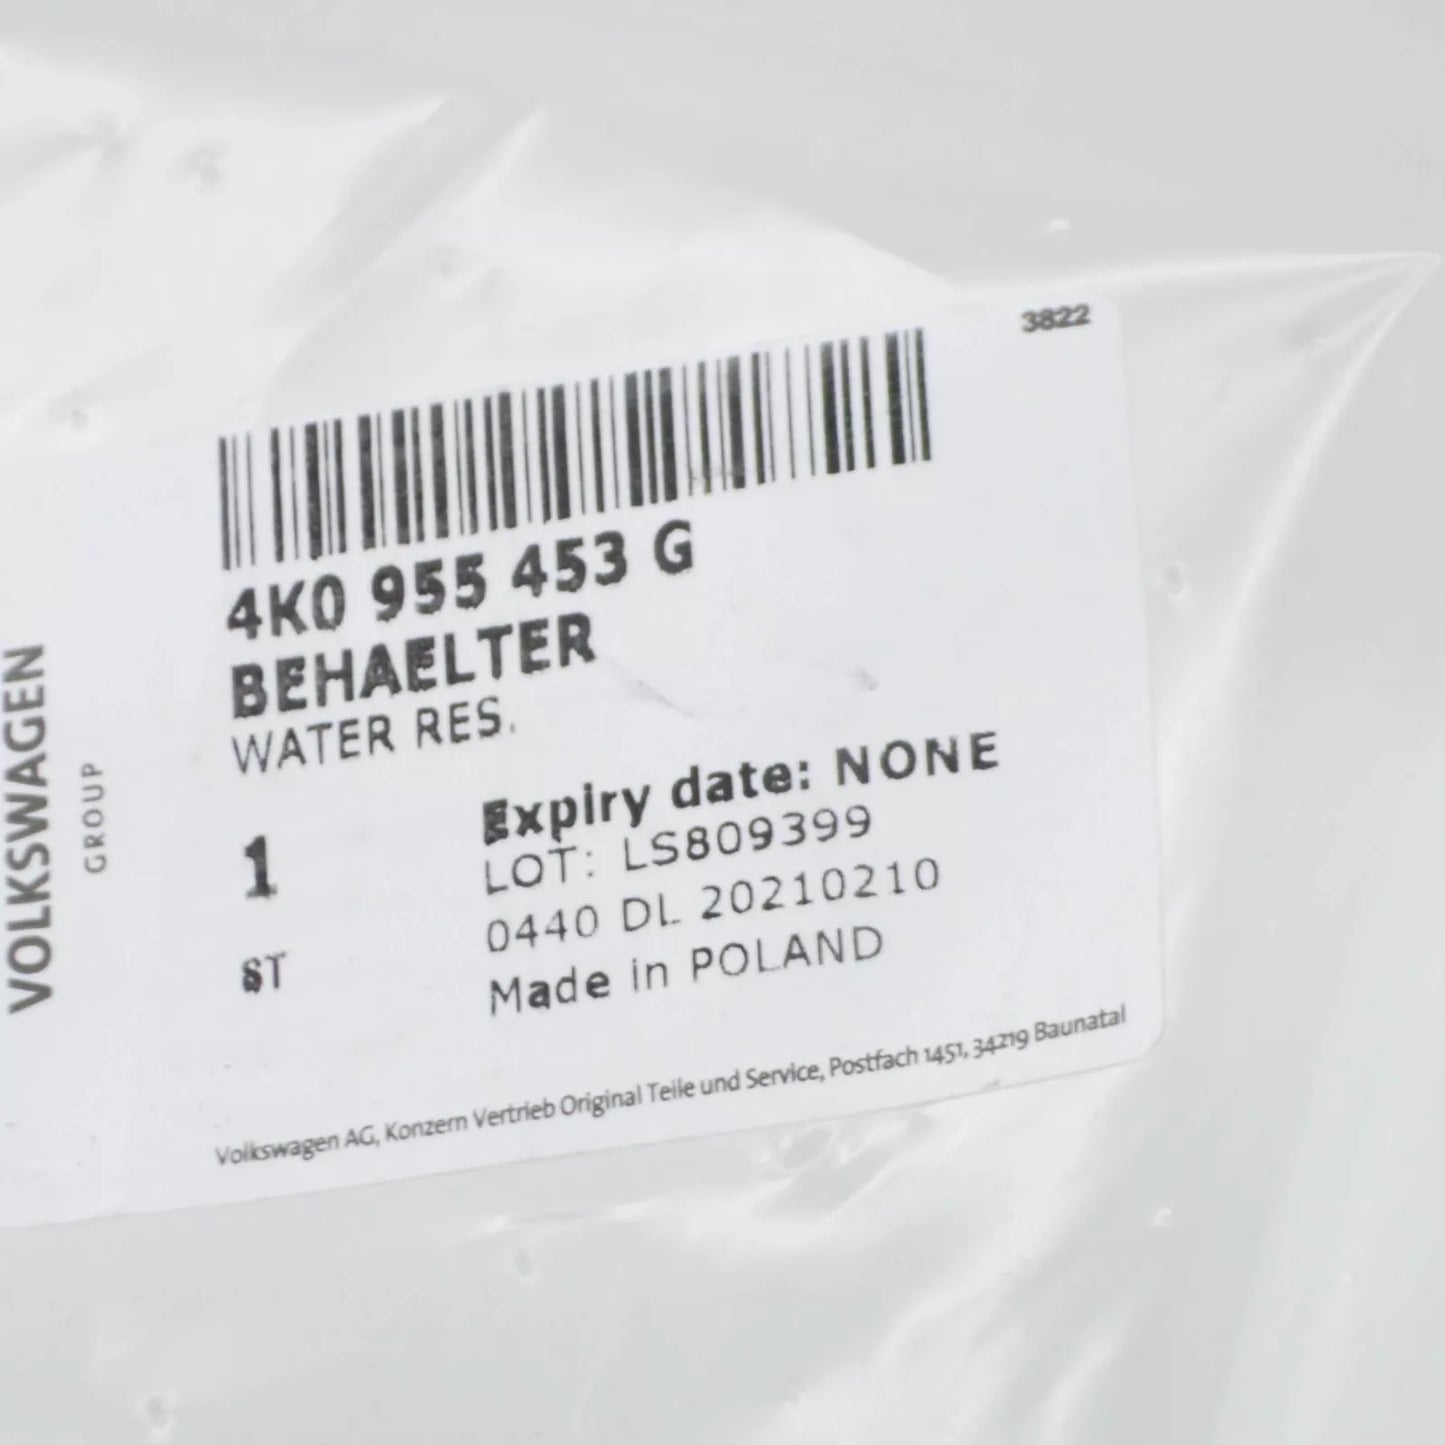 3822
4K0 955 453 G
BEHAELTER
WATER RES.
1
ST
Expiry date: NONE
LOT: LS809399
0440 DL 20210210
Made in POLAND
Volkswagen AG, Konzern Vertrieb Original Teile und Service, Postfach 1451, 34219 Baunatal
VOLKSWAGEN
GROUP